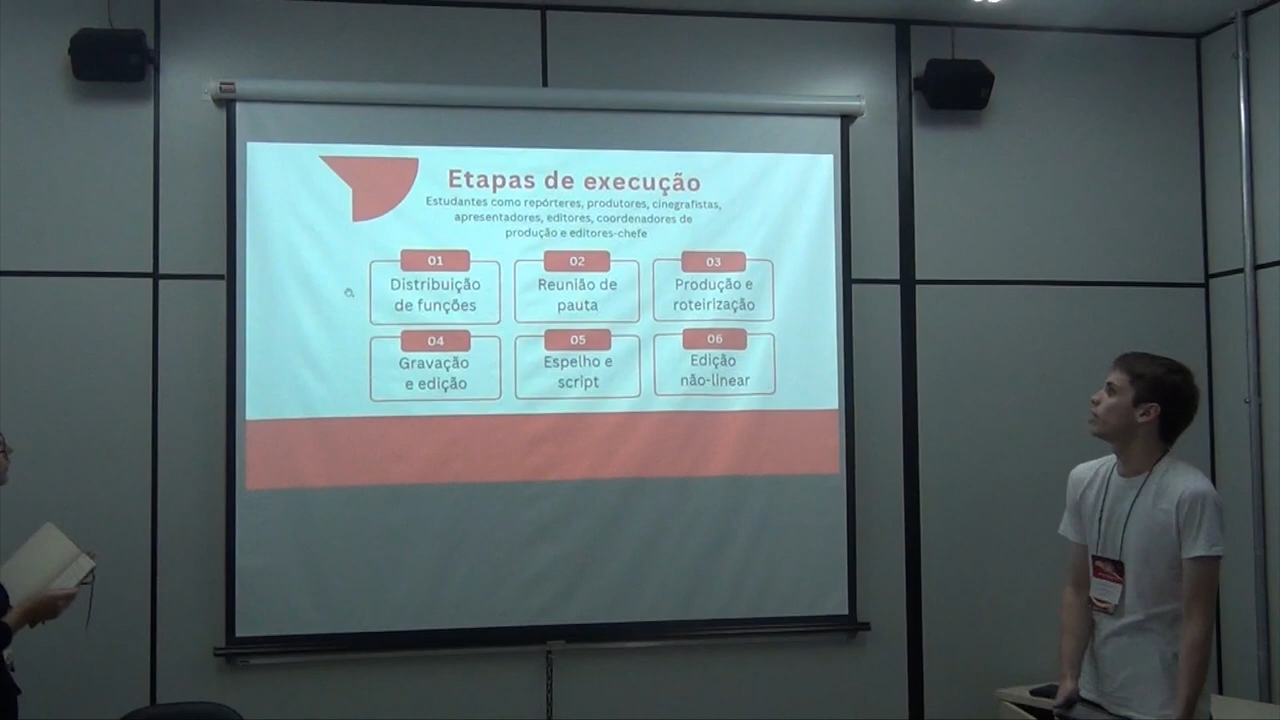 Etapas de execução
Estudantes como repórteres, produtores, cinegrafistas,
apresentadores, editores, coordenadores de
produção e editores-chefe
01
Distribuição
de funções
02
Reunião de
pauta
03
Produção e
roteirização
04
Gravação
e edição
05
Espelho e
script
06
Edição
não-linear